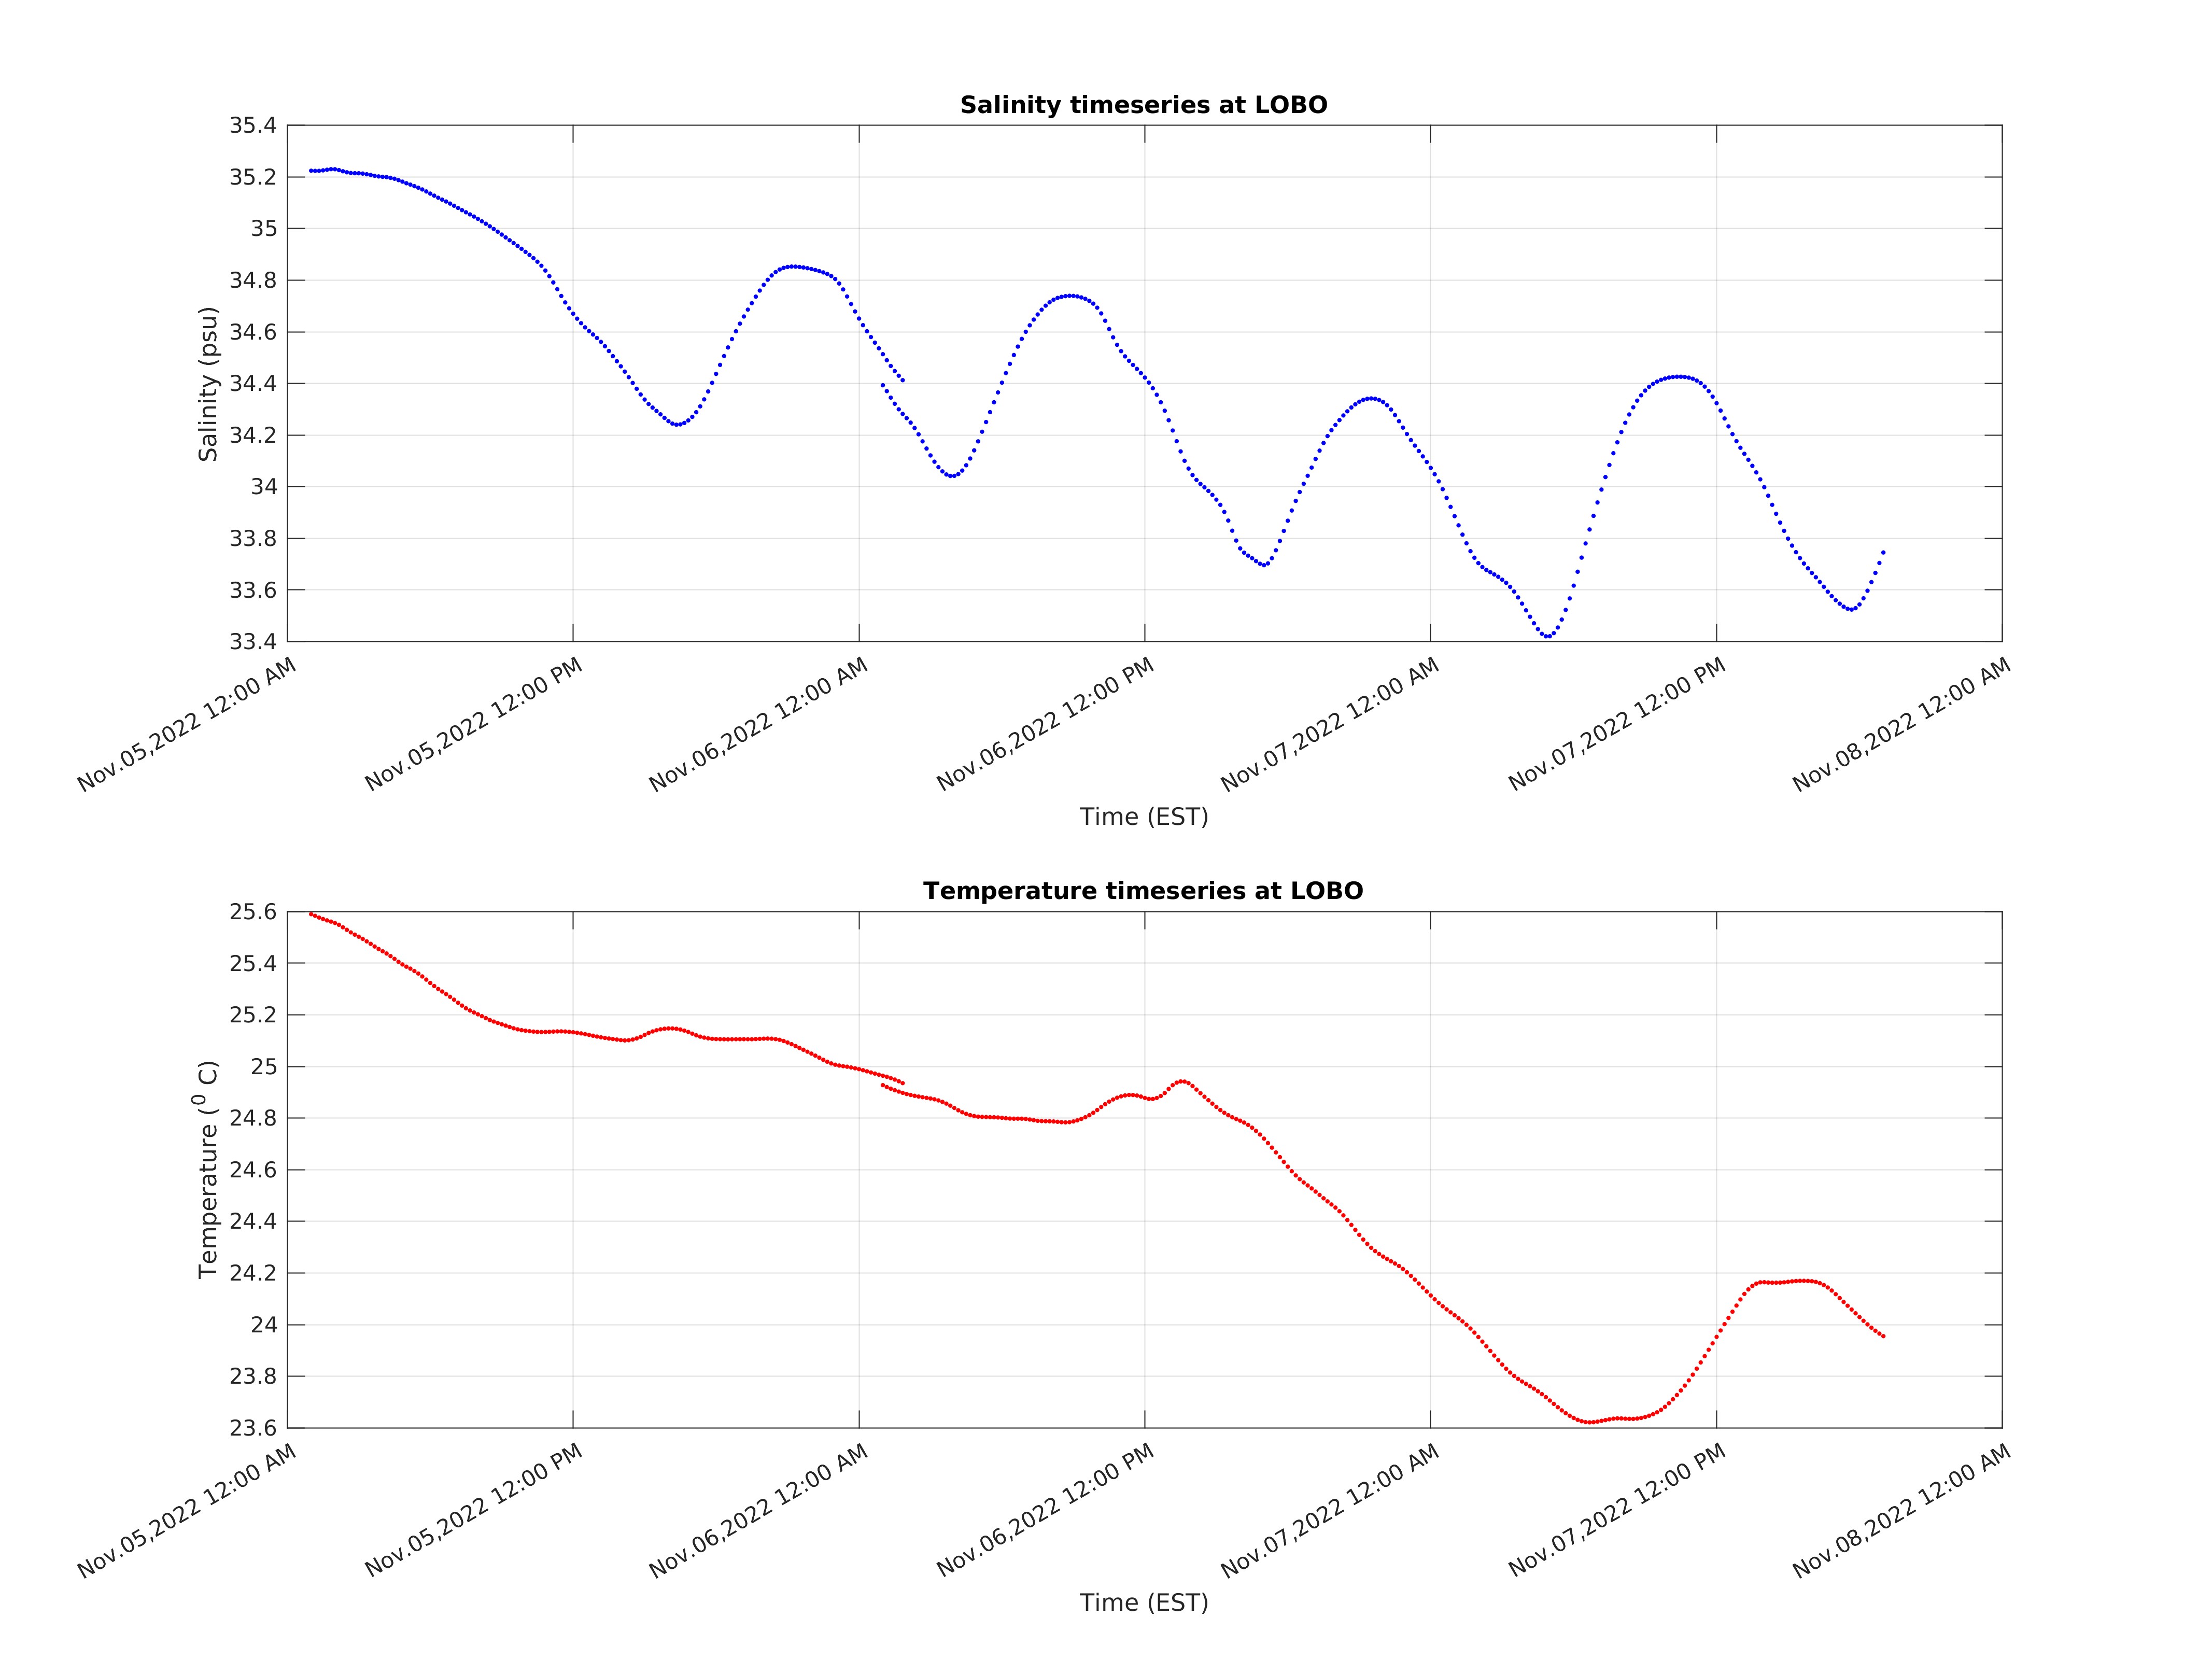 Salinity timeseries at LOBO
Salinity (psu)
35.4
35.2
35
34.8
34.6
34.4
34.2
34
33.8
33.6
33.4
Nov.05,2022 12:00 AM
Nov.05,2022 12:00 PM
Nov.06,2022 12:00 AM
Nov.06,2022 12:00 PM
Nov.07,2022 12:00 AM
Nov.07,2022 12:00 PM
Nov.08,2022 12:00 AM
Time (EST)
Temperature timeseries at LOBO
Temperature (⁰ C)
25.6
25.4
25.2
25
24.8
24.6
24.4
24.2
24
23.8
23.6
Nov.05,2022 12:00 AM
Nov.05,2022 12:00 PM
Nov.06,2022 12:00 AM
Nov.06,2022 12:00 PM
Nov.07,2022 12:00 AM
Nov.07,2022 12:00 PM
Nov.08,2022 12:00 AM
Time (EST)